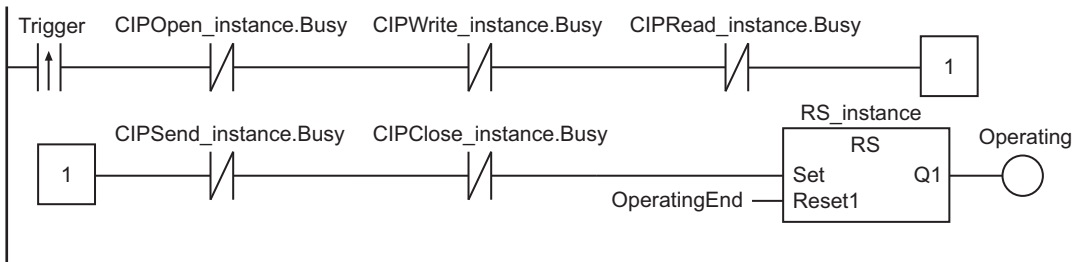 Trigger CIPOpen_instance.Busy CIPWrite_instance.Busy CIPRead_instance.Busy
1
RS_instance
CIPSend_instance.Busy CIPClose_instance.Busy RS Operating
1 Set Q1
OperatingEnd Reset1